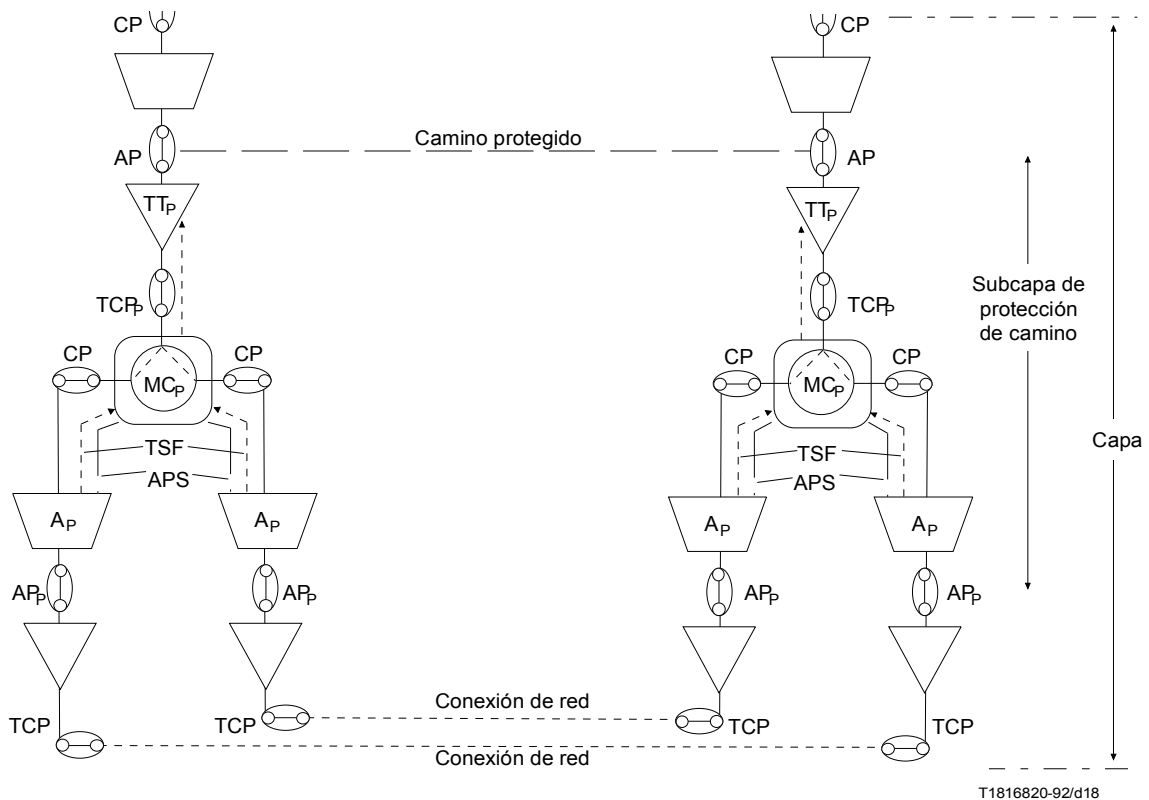 CP
CP
Camino protegido
AP
AP
TTP
TTP
Subcapa de
protección
de camino
TCPP
TCPP
CP
CP
CP
CP
MCP
MCP
Capa
TSF
TSF
APS
APS
AP
AP
AP
AP
APP
APP
APP
APP
Conexión de red
TCP
TCP
TCP
TCP
Conexión de red
T1816820-92/d18